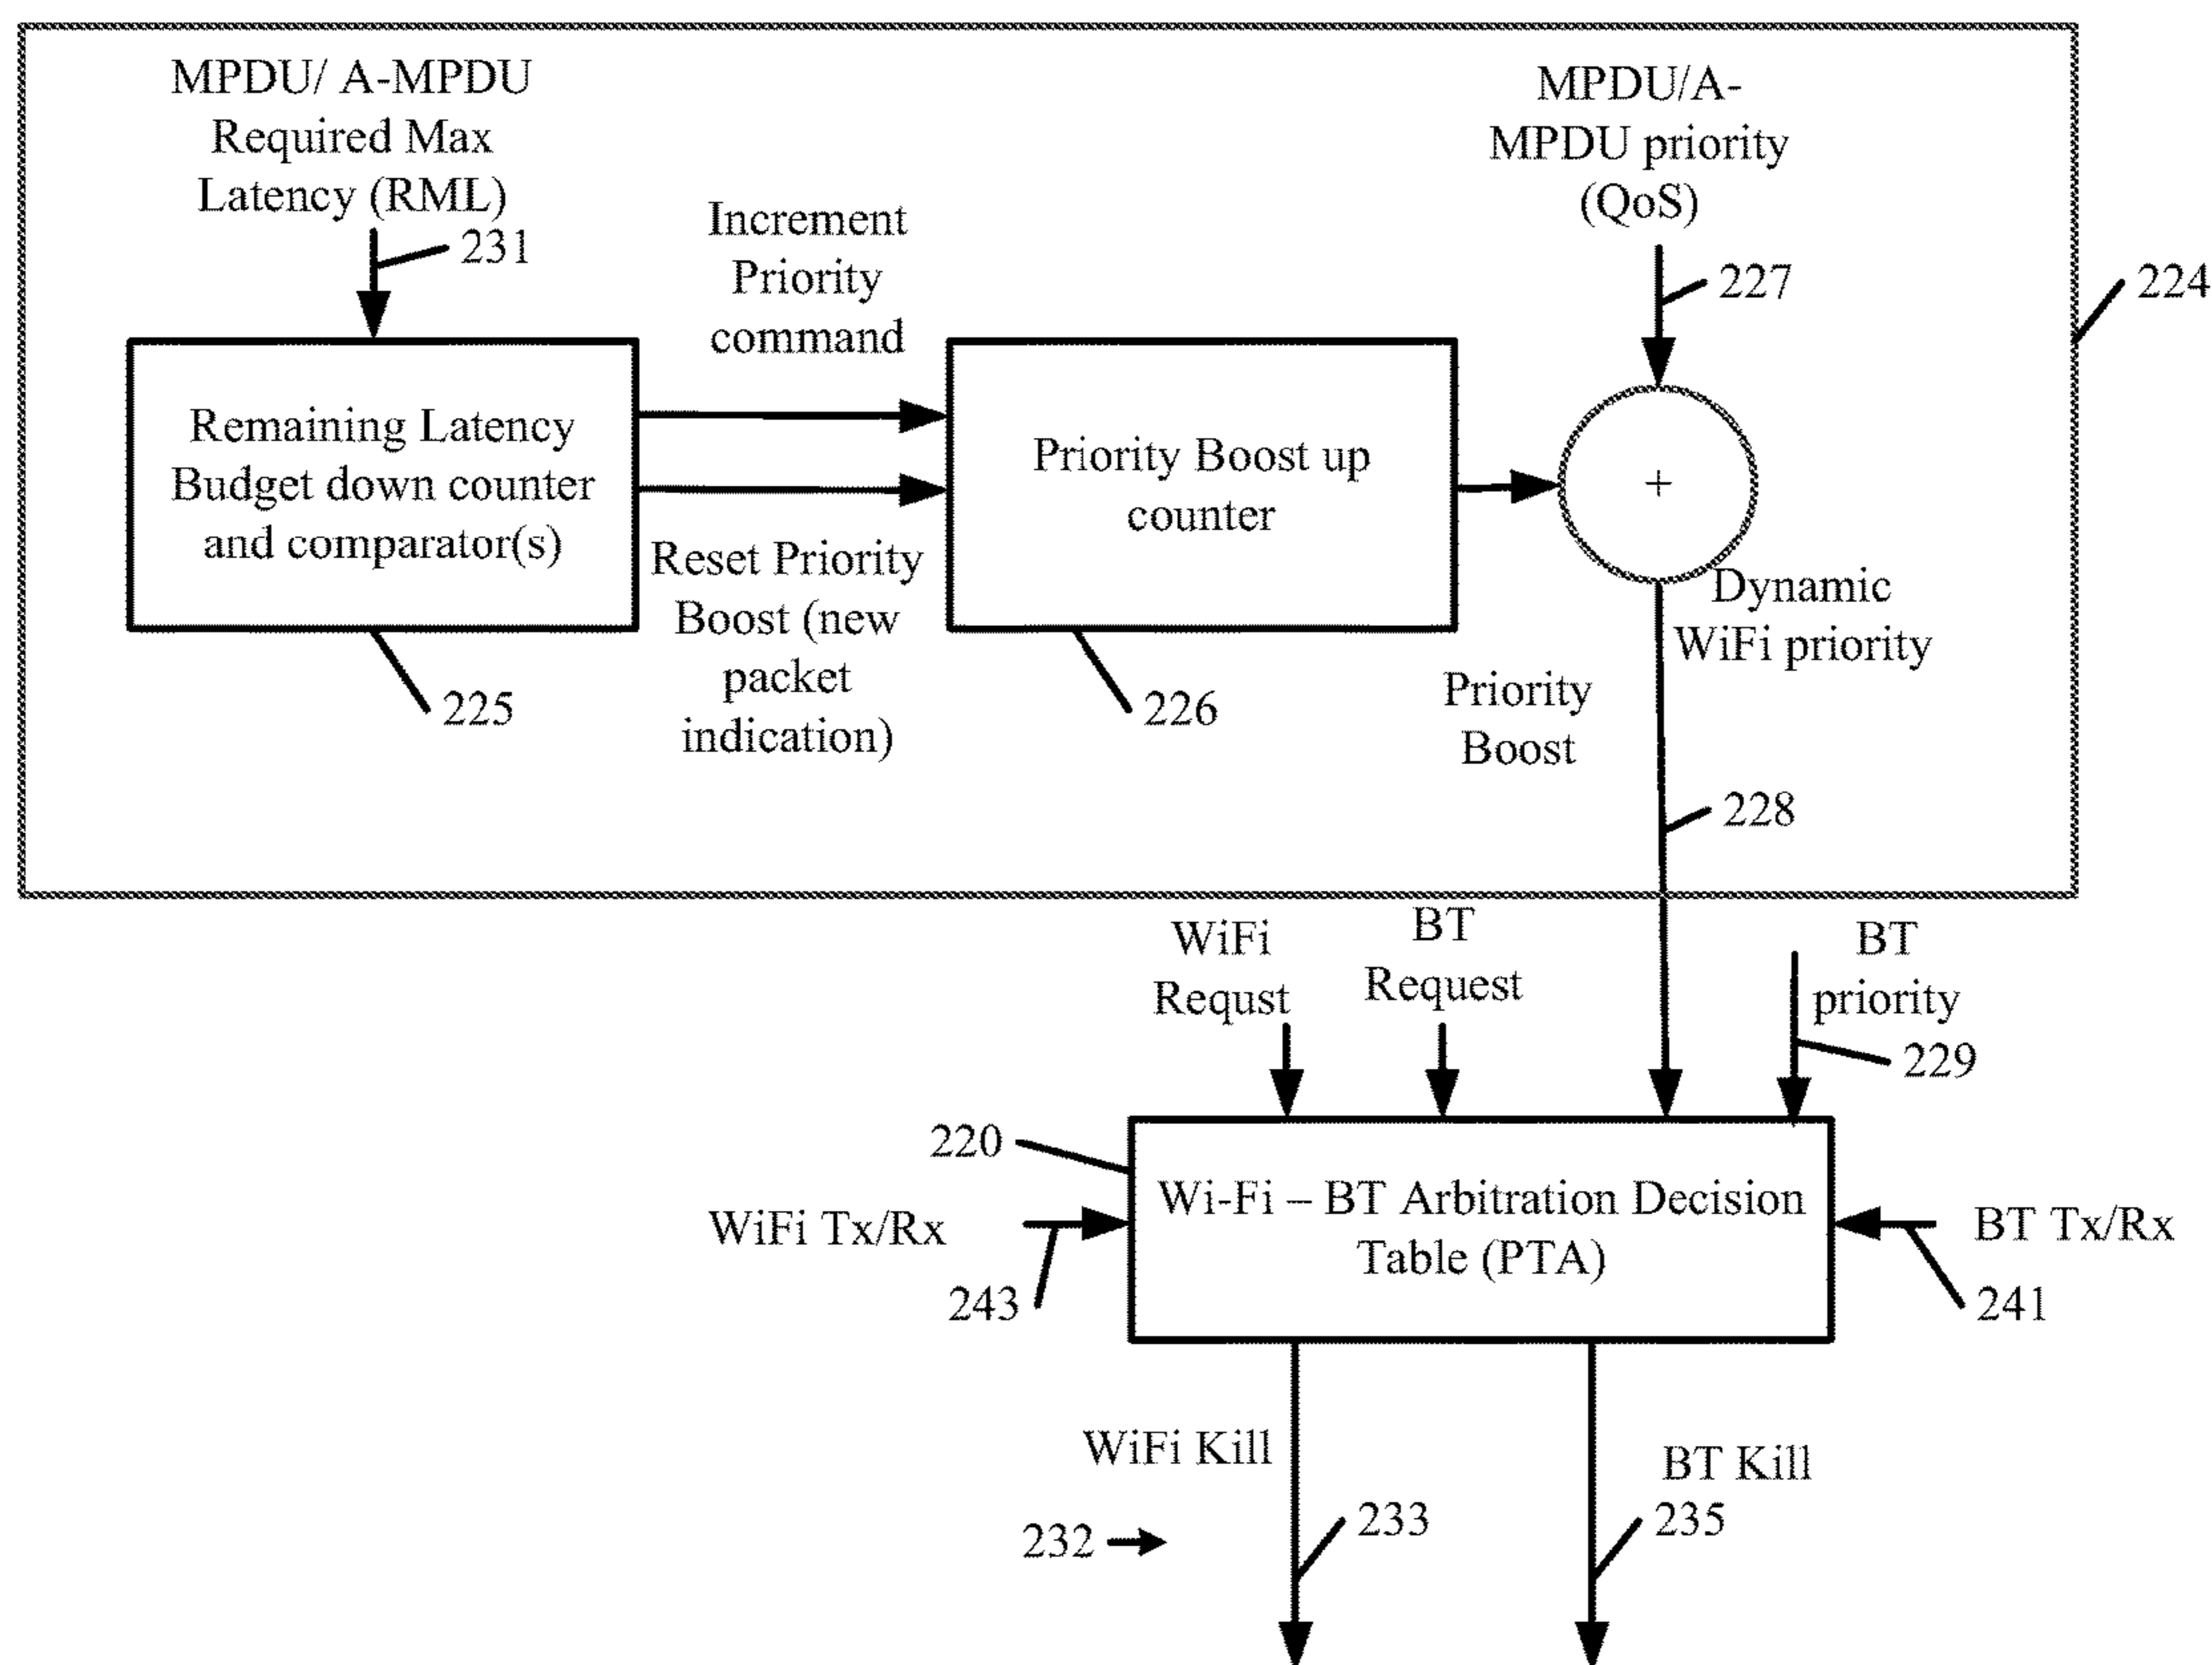 MPDU/ A-MPDU
Required Max
Latency (RML)
231
Increment
Priority
command
MPDU/A-
MPDU priority
(QoS)
227
224
Remaining Latency
Budget down counter
and comparator(s)
225
Reset Priority
Boost (new
packet
indication)
Priority Boost up
counter
226
+
Dynamic
WiFi priority
Priority
Boost
228
WiFi
Requst
BT
Request
BT
priority
229
220
Wi-Fi – BT Arbitration Decision
Table (PTA)
WiFi Tx/Rx
243
BT Tx/Rx
241
WiFi Kill
BT Kill
232
233
235